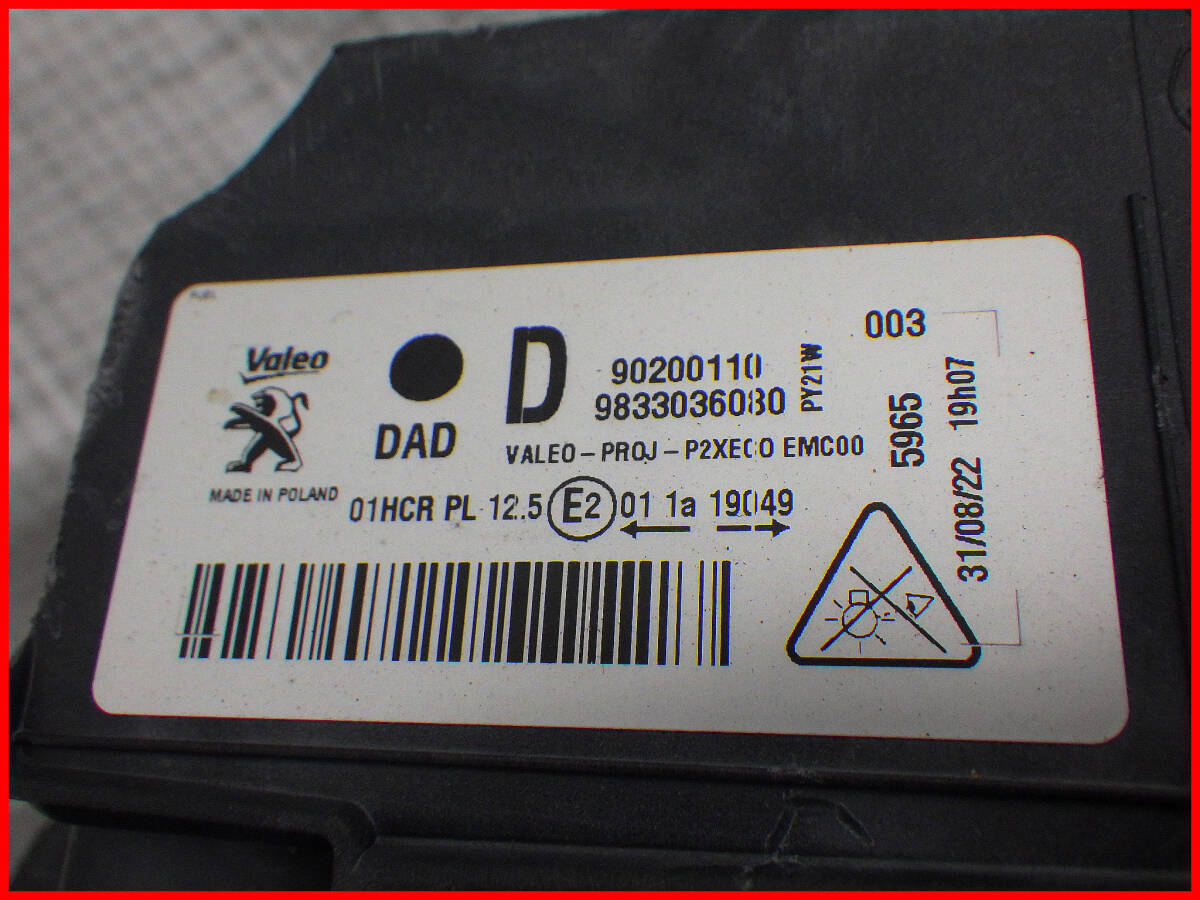 Valeo
DAD
D
90200110
9833036080
PY21W
003
VALEO-PROJ-P2XECO EMC00
5965
31/08/22 19h07
MADE IN POLAND
01HCR PL 12.5 E2 01 1a 19049